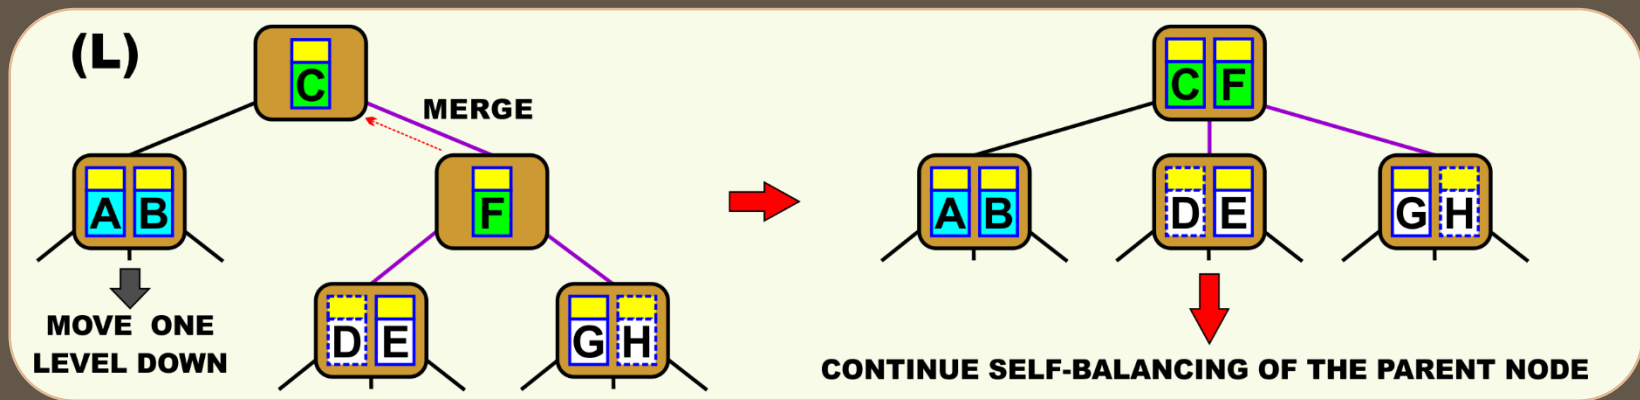 (L)
C
MERGE
A B
F
D E
G H
MOVE ONE
LEVEL DOWN
C F
A B
D E
G H
CONTINUE SELF-BALANCING OF THE PARENT NODE